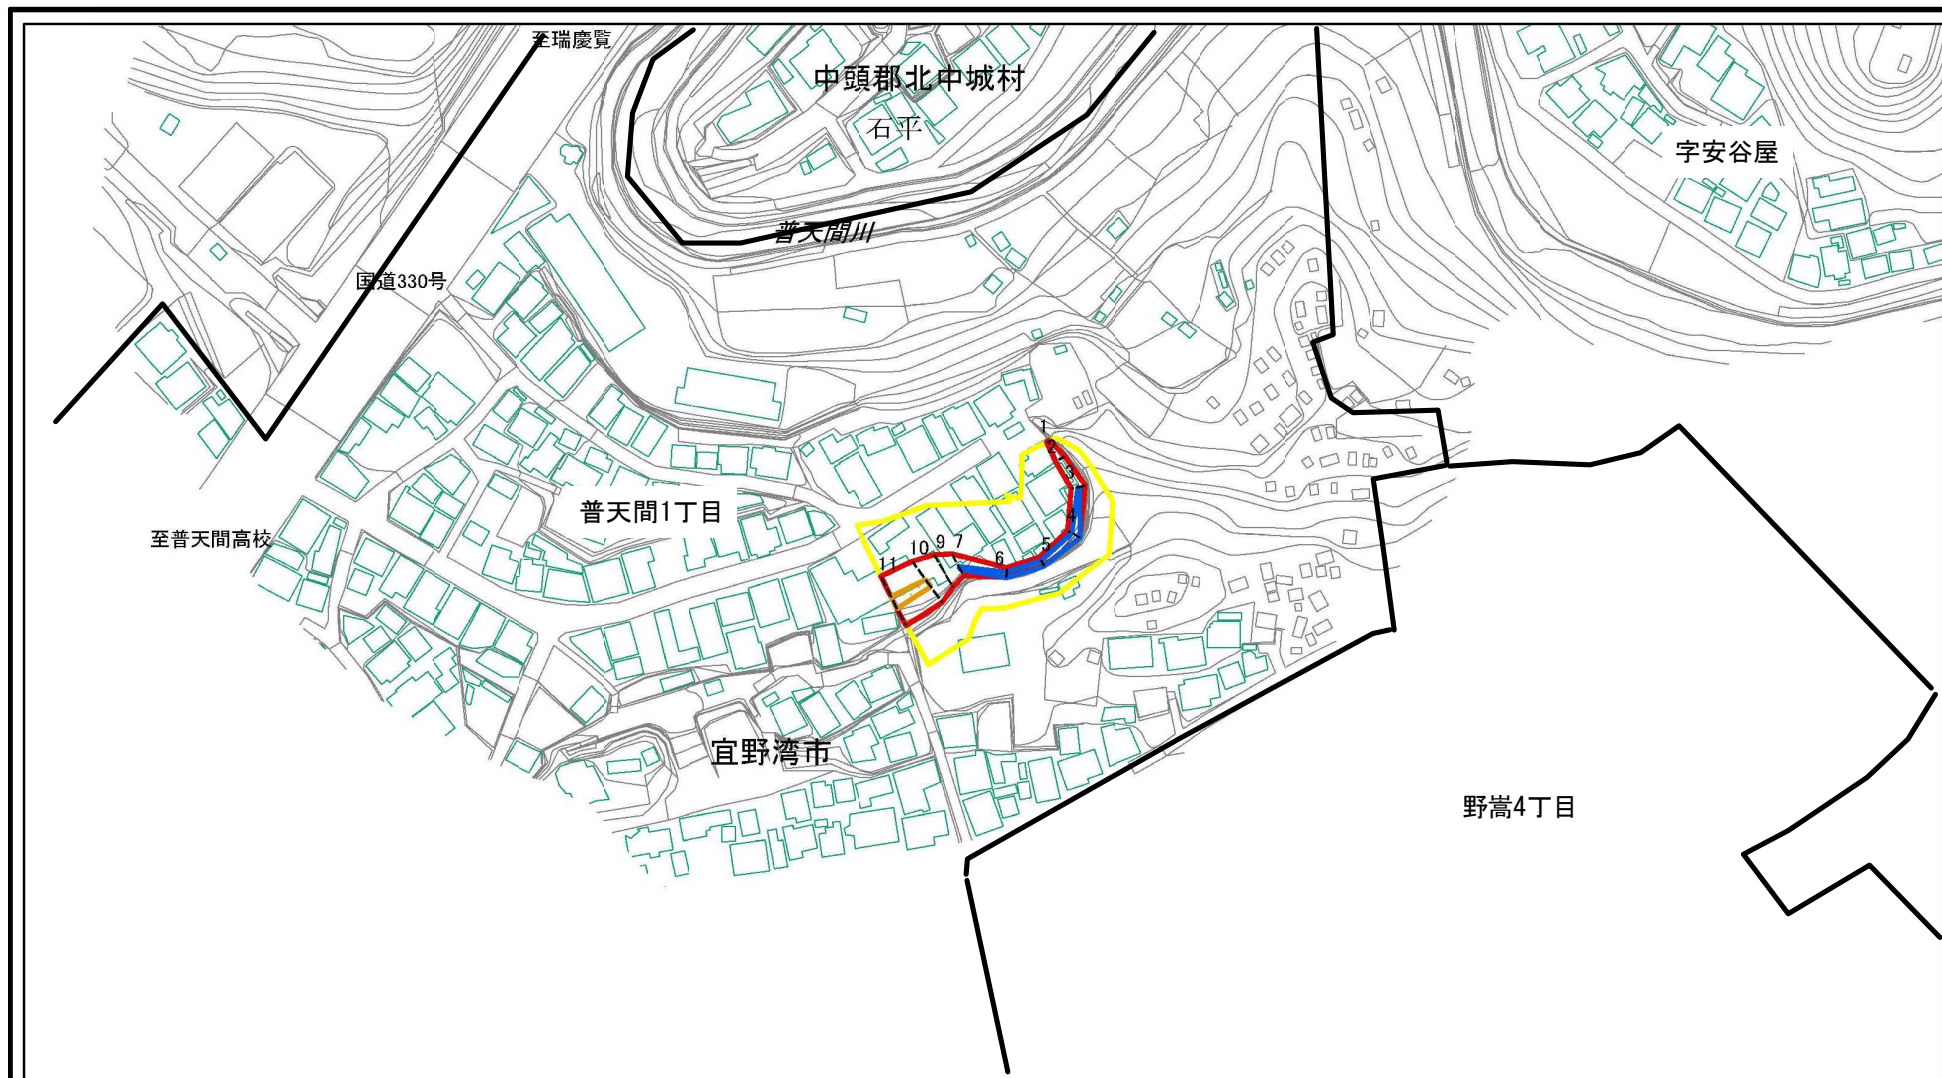 至瑞慶覧
中頭郡北中城村
石平
字安谷屋
普天間川
国道330号
1
2
3
普天間1丁目
4
至普天間高校
5
6
7
9
10
11
宜野湾市
野嵩4丁目